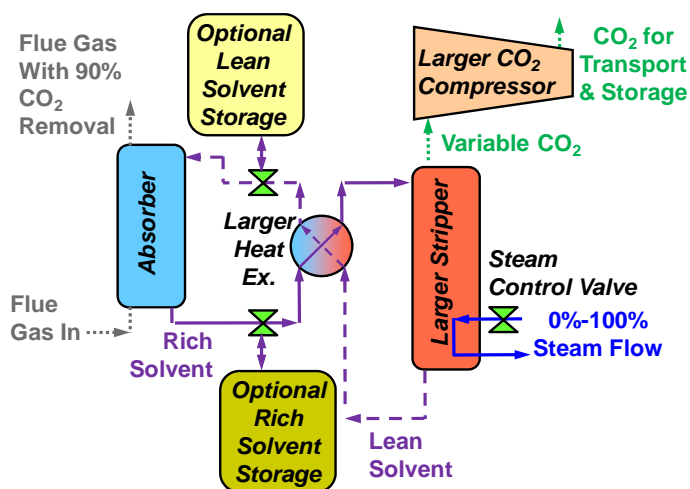 Flue Gas
With 90%
CO₂
Removal
Optional
Lean
Solvent
Storage
Larger CO₂
Compressor
CO₂ for
Transport
& Storage
Variable CO₂
Absorber
Larger
Heat
Ex.
Larger Stripper
Steam
Control Valve
0%-100%
Steam Flow
Flue
Gas In
Rich
Solvent
Optional
Rich
Solvent
Storage
Lean
Solvent